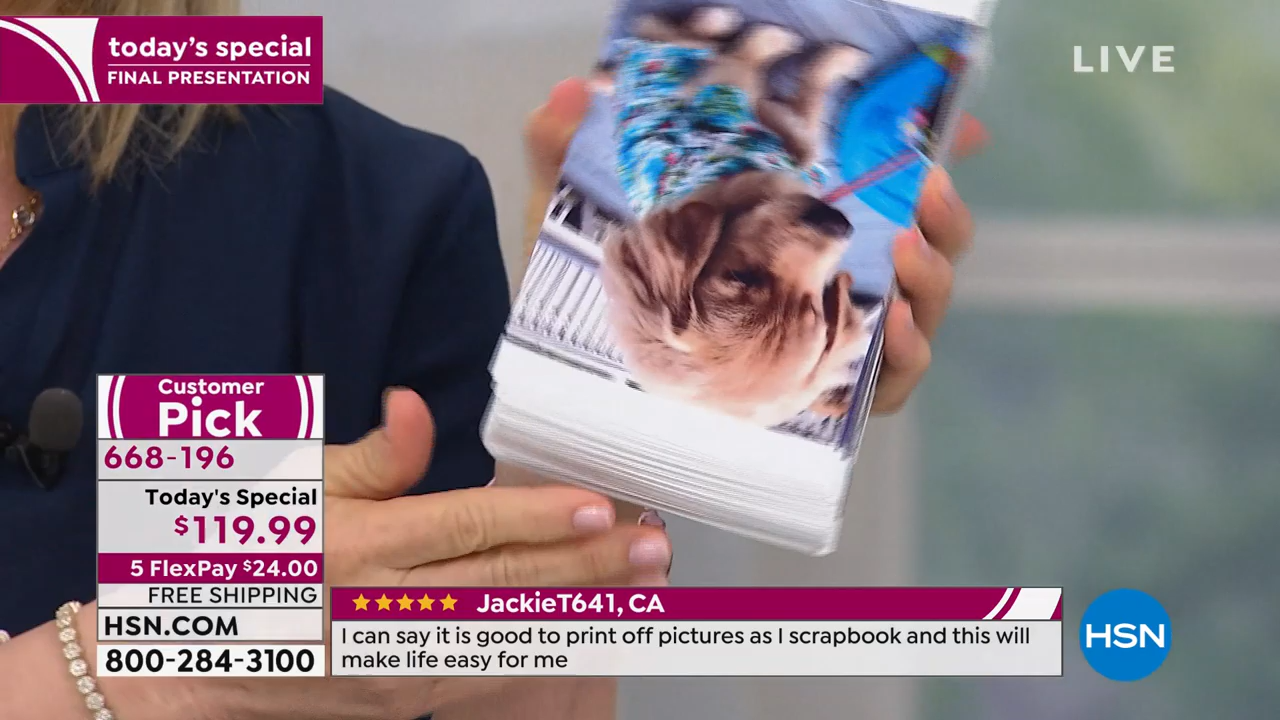 today's special
FINAL PRESENTATION
LIVE
Customer
Pick
668-196
Today's Special
$119.99
5 FlexPay $24.00
FREE SHIPPING
HSN.COM
800-284-3100
JackieT641, CA
I can say it is good to print off pictures as I scrapbook and this will
make life easy for me
HSN